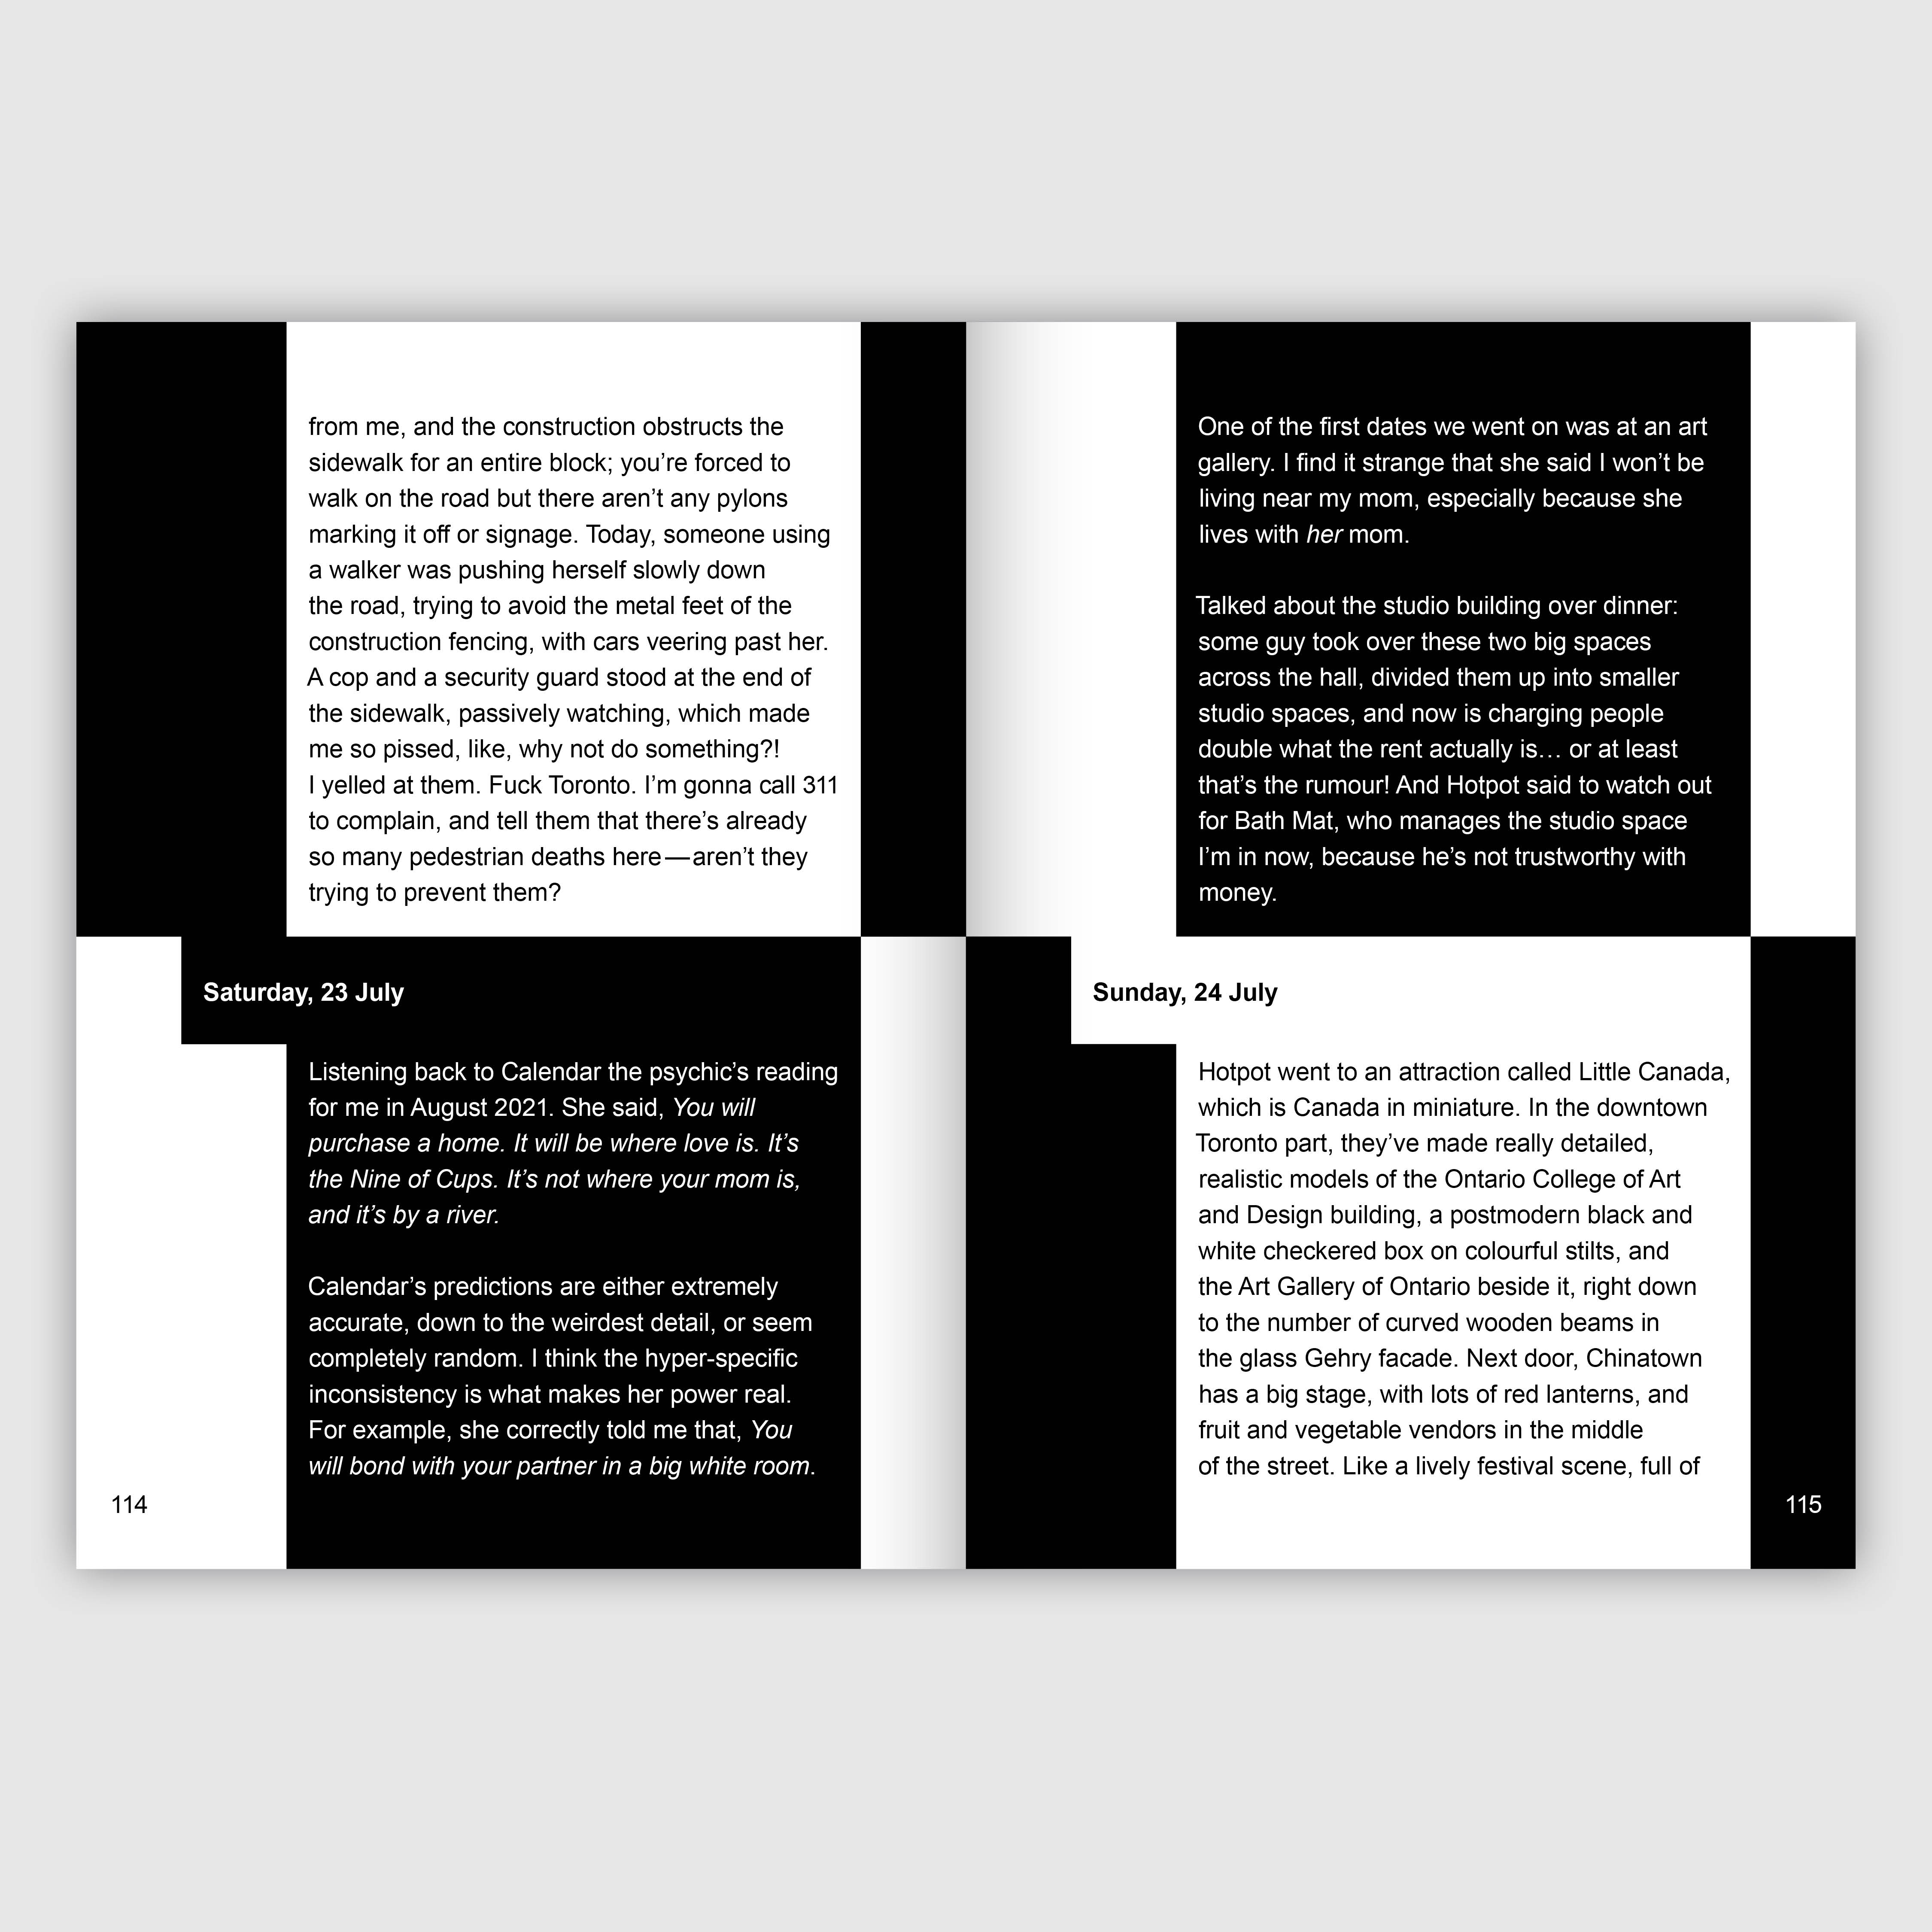 from me, and the construction obstructs the
sidewalk for an entire block; you’re forced to
walk on the road but there aren’t any pylons
marking it off or signage. Today, someone using
a walker was pushing herself slowly down
the road, trying to avoid the metal feet of the
construction fencing, with cars veering past her.
A cop and a security guard stood at the end of
the sidewalk, passively watching, which made
me so pissed, like, why not do something?!
I yelled at them. Fuck Toronto. I’m gonna call 311
to complain, and tell them that there’s already
so many pedestrian deaths here — aren’t they
trying to prevent them?
Saturday, 23 July
Listening back to Calendar the psychic’s reading
for me in August 2021. She said, You will
purchase a home. It will be where love is. It’s
the Nine of Cups. It’s not where your mom is,
and it’s by a river.
Calendar’s predictions are either extremely
accurate, down to the weirdest detail, or seem
completely random. I think the hyper-specific
inconsistency is what makes her power real.
For example, she correctly told me that, You
will bond with your partner in a big white room.
114
One of the first dates we went on was at an art
gallery. I find it strange that she said I won’t be
living near my mom, especially because she
lives with her mom.
Talked about the studio building over dinner:
some guy took over these two big spaces
across the hall, divided them up into smaller
studio spaces, and now is charging people
double what the rent actually is… or at least
that’s the rumour! And Hotpot said to watch out
for Bath Mat, who manages the studio space
I’m in now, because he’s not trustworthy with
money.
Sunday, 24 July
Hotpot went to an attraction called Little Canada,
which is Canada in miniature. In the downtown
Toronto part, they’ve made really detailed,
realistic models of the Ontario College of Art
and Design building, a postmodern black and
white checkered box on colourful stilts, and
the Art Gallery of Ontario beside it, right down
to the number of curved wooden beams in
the glass Gehry facade. Next door, Chinatown
has a big stage, with lots of red lanterns, and
fruit and vegetable vendors in the middle
of the street. Like a lively festival scene, full of
115